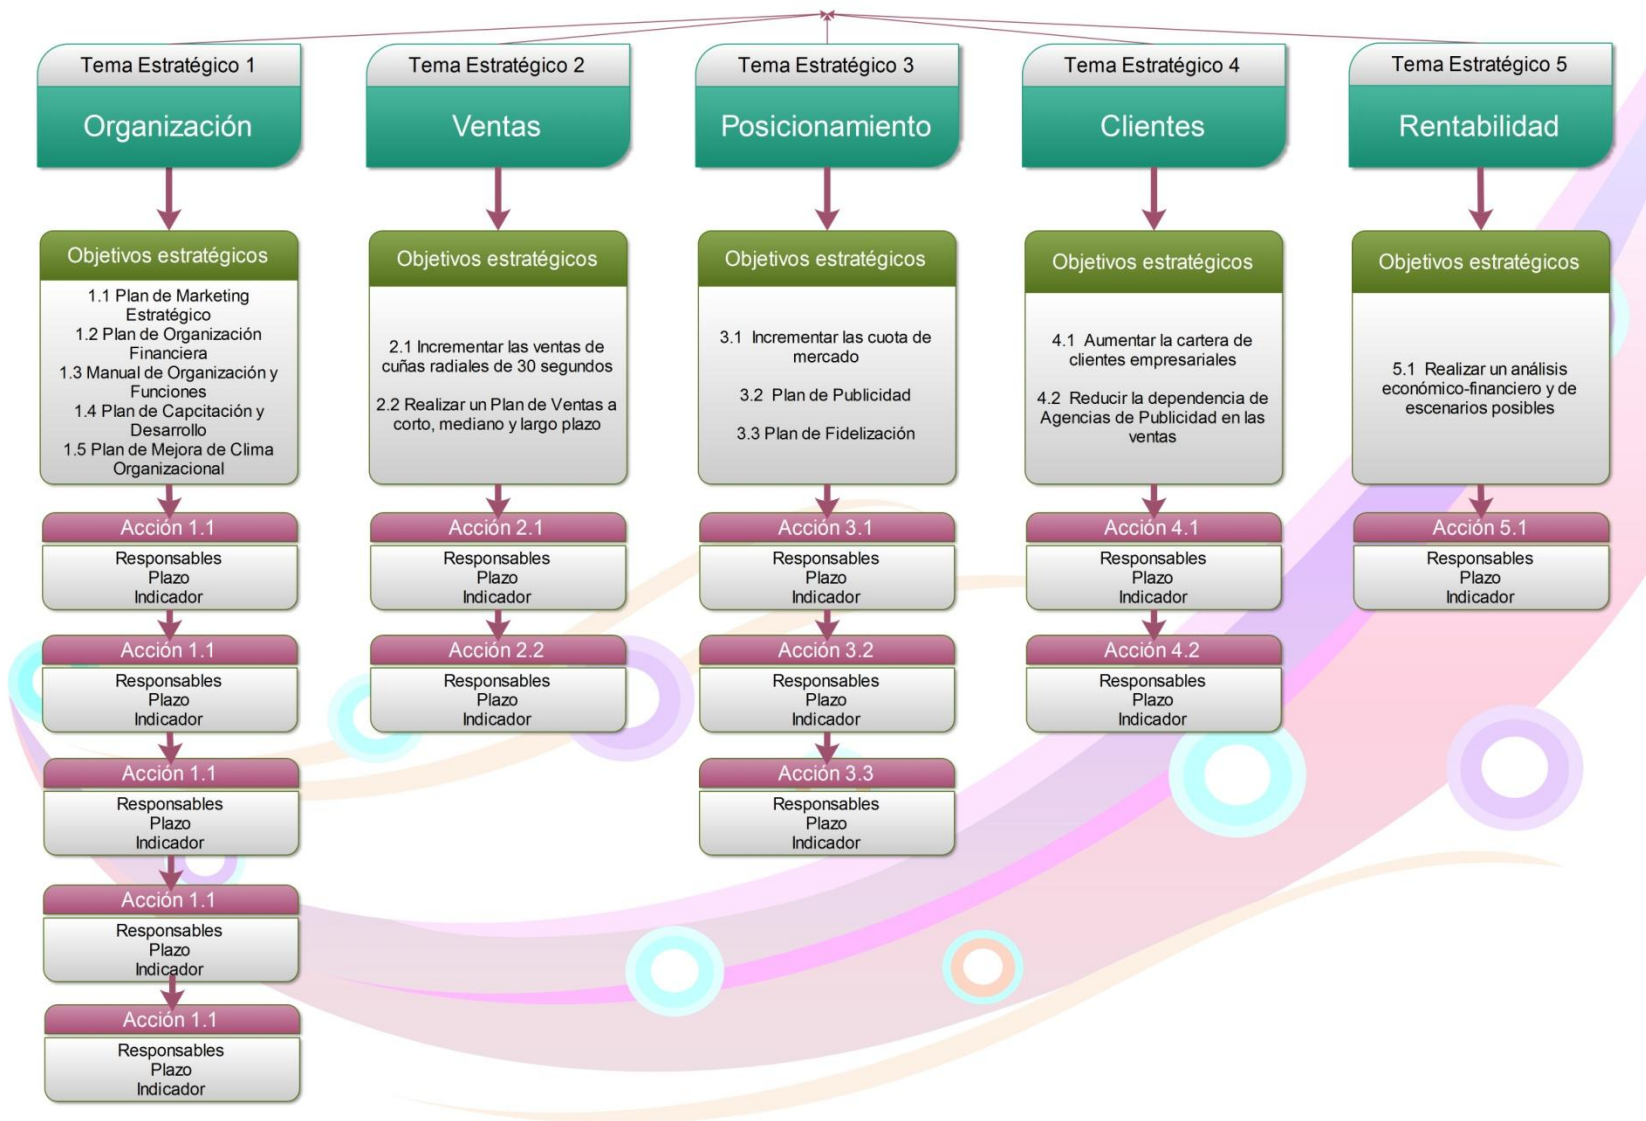 Tema Estratégico 1
Organización
Objetivos estratégicos
1.1 Plan de Marketing
Estratégico
1.2 Plan de Organización
Financiera
1.3 Manual de Organización y
Funciones
1.4 Plan de Capcitación y
Desarrollo
1.5 Plan de Mejora de Clima
Organizacional
Acción 1.1
Responsables
Plazo
Indicador
Acción 1.1
Responsables
Plazo
Indicador
Acción 1.1
Responsables
Plazo
Indicador
Acción 1.1
Responsables
Plazo
Indicador
Acción 1.1
Responsables
Plazo
Indicador
Tema Estratégico 2
Ventas
Objetivos estratégicos
2.1 Incrementar las ventas de
cuñas radiales de 30 segundos
2.2 Realizar un Plan de Ventas a
corto, mediano y largo plazo
Acción 2.1
Responsables
Plazo
Indicador
Acción 2.2
Responsables
Plazo
Indicador
Tema Estratégico 3
Posicionamiento
Objetivos estratégicos
3.1 Incrementar las cuota de
mercado
3.2 Plan de Publicidad
3.3 Plan de Fidelización
Acción 3.1
Responsables
Plazo
Indicador
Acción 3.2
Responsables
Plazo
Indicador
Acción 3.3
Responsables
Plazo
Indicador
Tema Estratégico 4
Clientes
Objetivos estratégicos
4.1 Aumentar la cartera de
clientes empresariales
4.2 Reducir la dependencia de
Agencias de Publicidad en las
ventas
Acción 4.1
Responsables
Plazo
Indicador
Acción 4.2
Responsables
Plazo
Indicador
Tema Estratégico 5
Rentabilidad
Objetivos estratégicos
5.1 Realizar un análisis
económico-financiero y de
escenarios posibles
Acción 5.1
Responsables
Plazo
Indicador